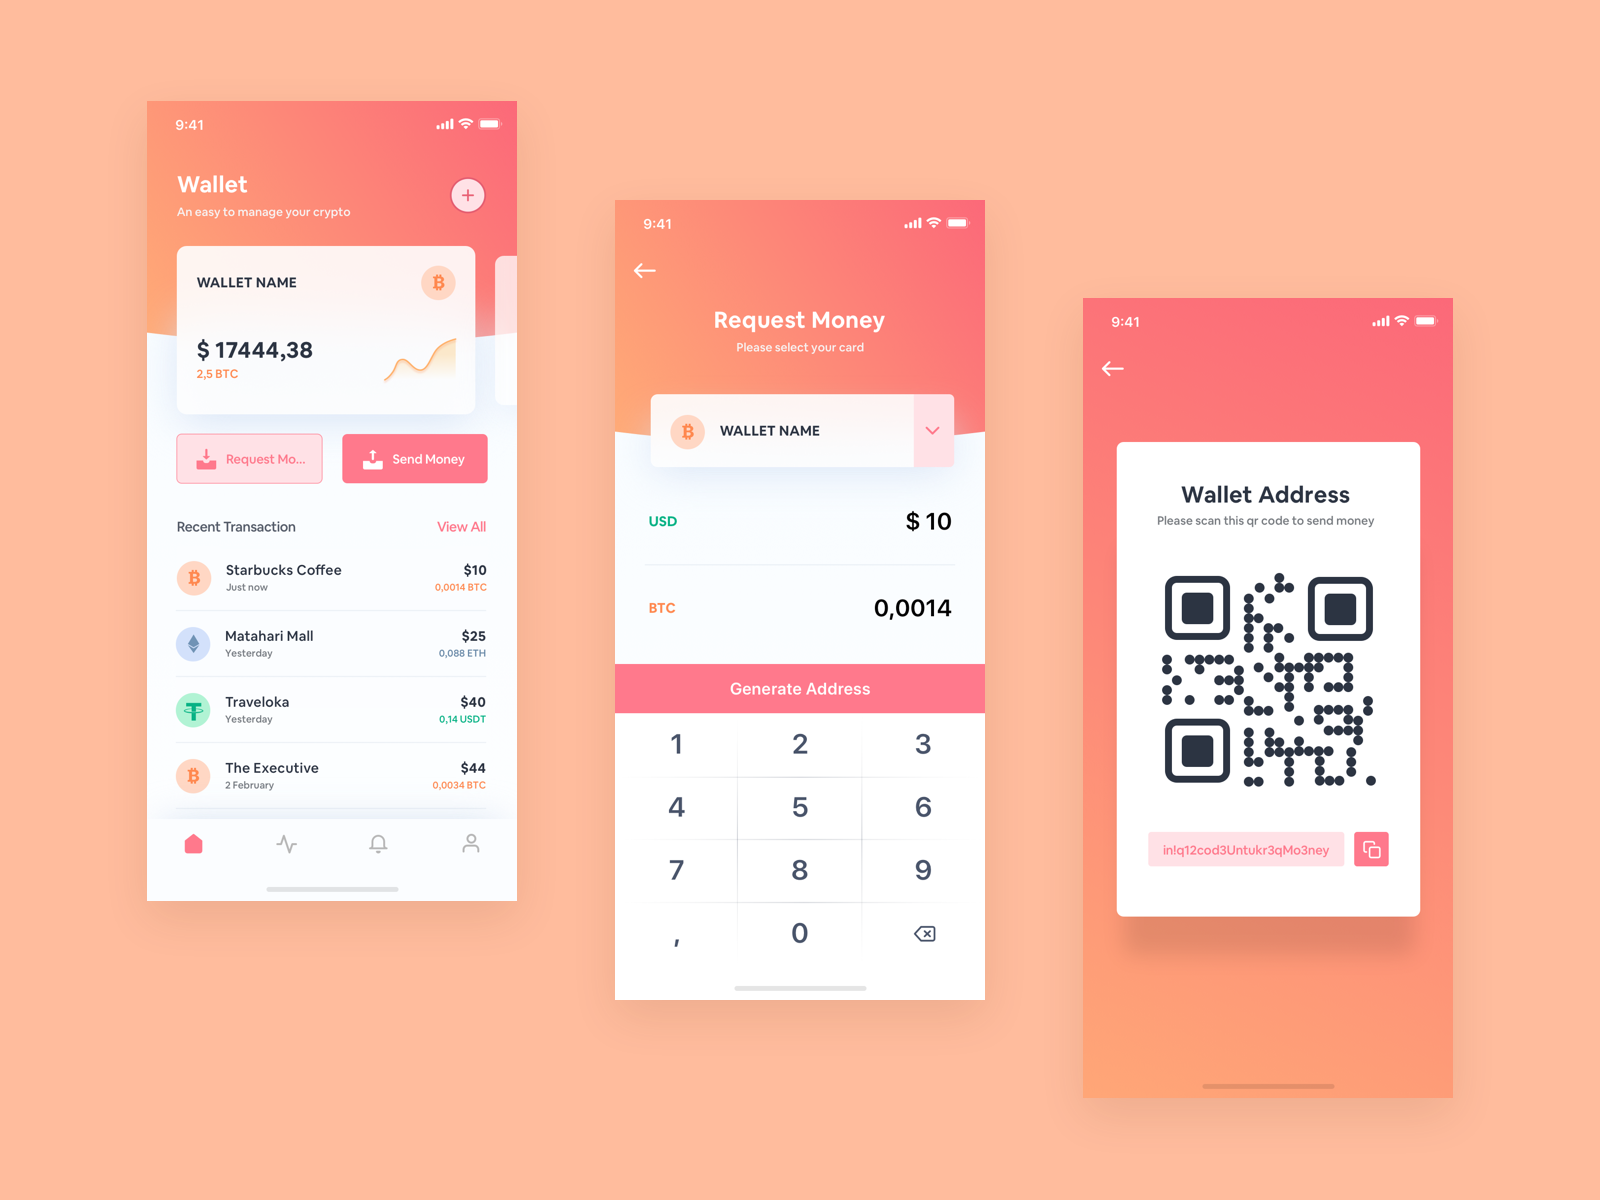 9:41
Wallet
An easy to manage your crypto
WALLET NAME
$ 17444,38
2,5 BTC
Request Mo...
Send Money
Recent Transaction
View All
Starbucks Coffee
$10
Just now
0,0014 BTC
Matahari Mall
$25
Yesterday
0,088 ETH
Traveloka
$40
Yesterday
0,14 USDT
The Executive
$44
2 February
0,0034 BTC
9:41
Request Money
Please select your card
WALLET NAME
USD
$ 10
BTC
0,0014
Generate Address
1 2 3
4 5 6
7 8 9
, 0
9:41
Wallet Address
Please scan this qr code to send money
in!q12cod3Untukr3qMo3ney